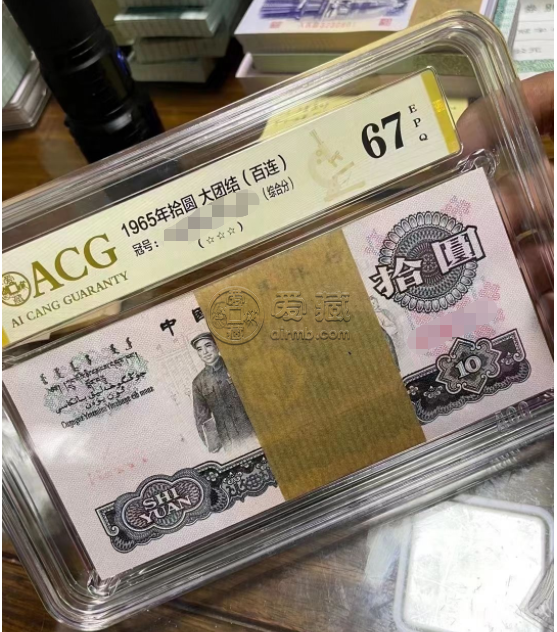 67 EPQ
1965年拾圆 大团结（百连）
冠号：
（综合分）
(☆☆☆)
ACG
AI CANG GUARANTY
拾圆
中国
爱藏
airmb.com
10
SHI
YUAN